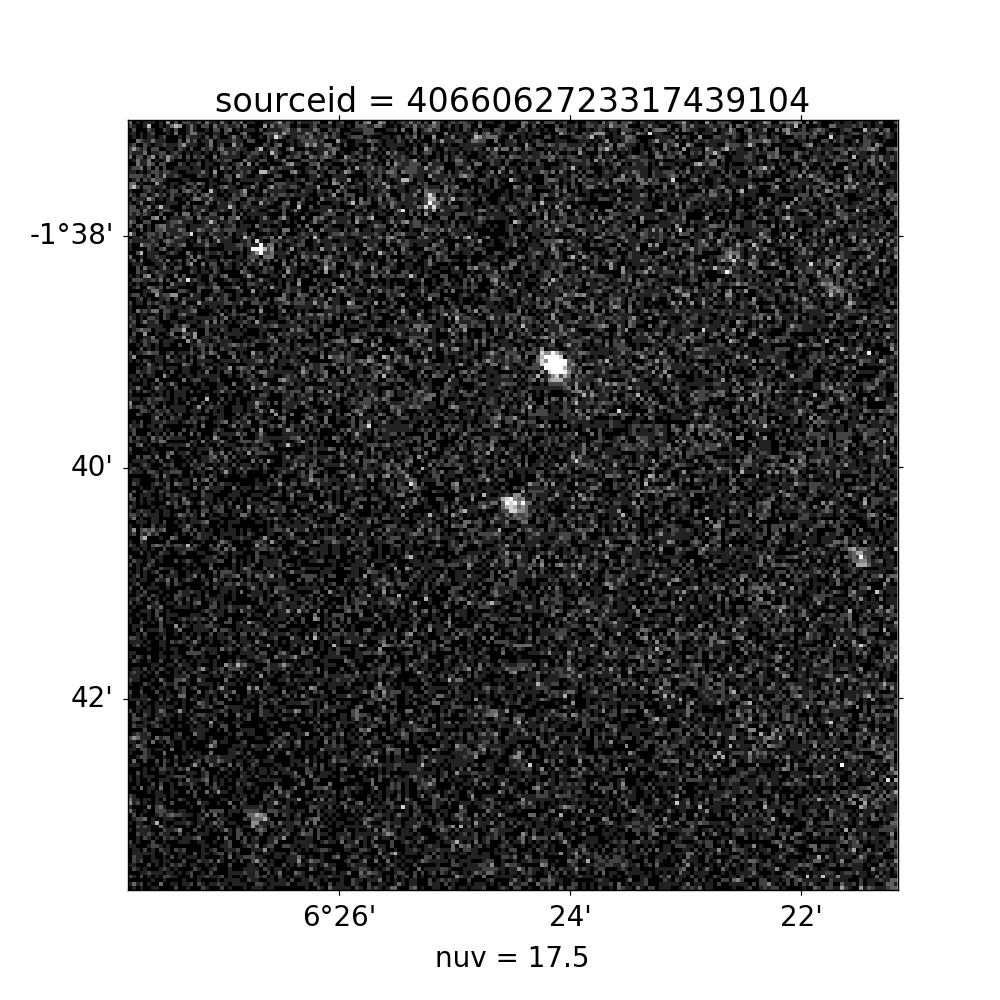 sourceid = 4066062723317439104
-1°38'
40'
42'
6°26' 24' 22'
nuv = 17.5